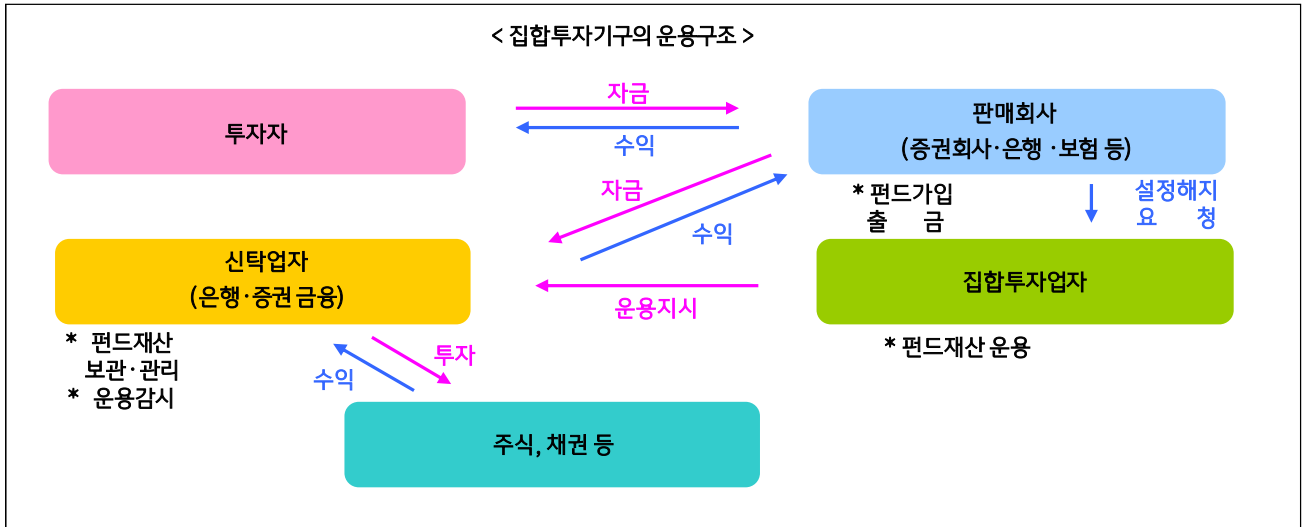 < 집합투자기구의 운용구조 >
자금
투자자
수익
판매회사
(증권회사·은행 ·보험 등)
자금
수익
* 펀드가입
출 금
설정해지
요 청
신탁업자
(은행·증권 금융)
운용지시
집합투자업자
* 펀드재산
보관·관리
* 운용감시
* 펀드재산 운용
투자
수익
주식, 채권 등